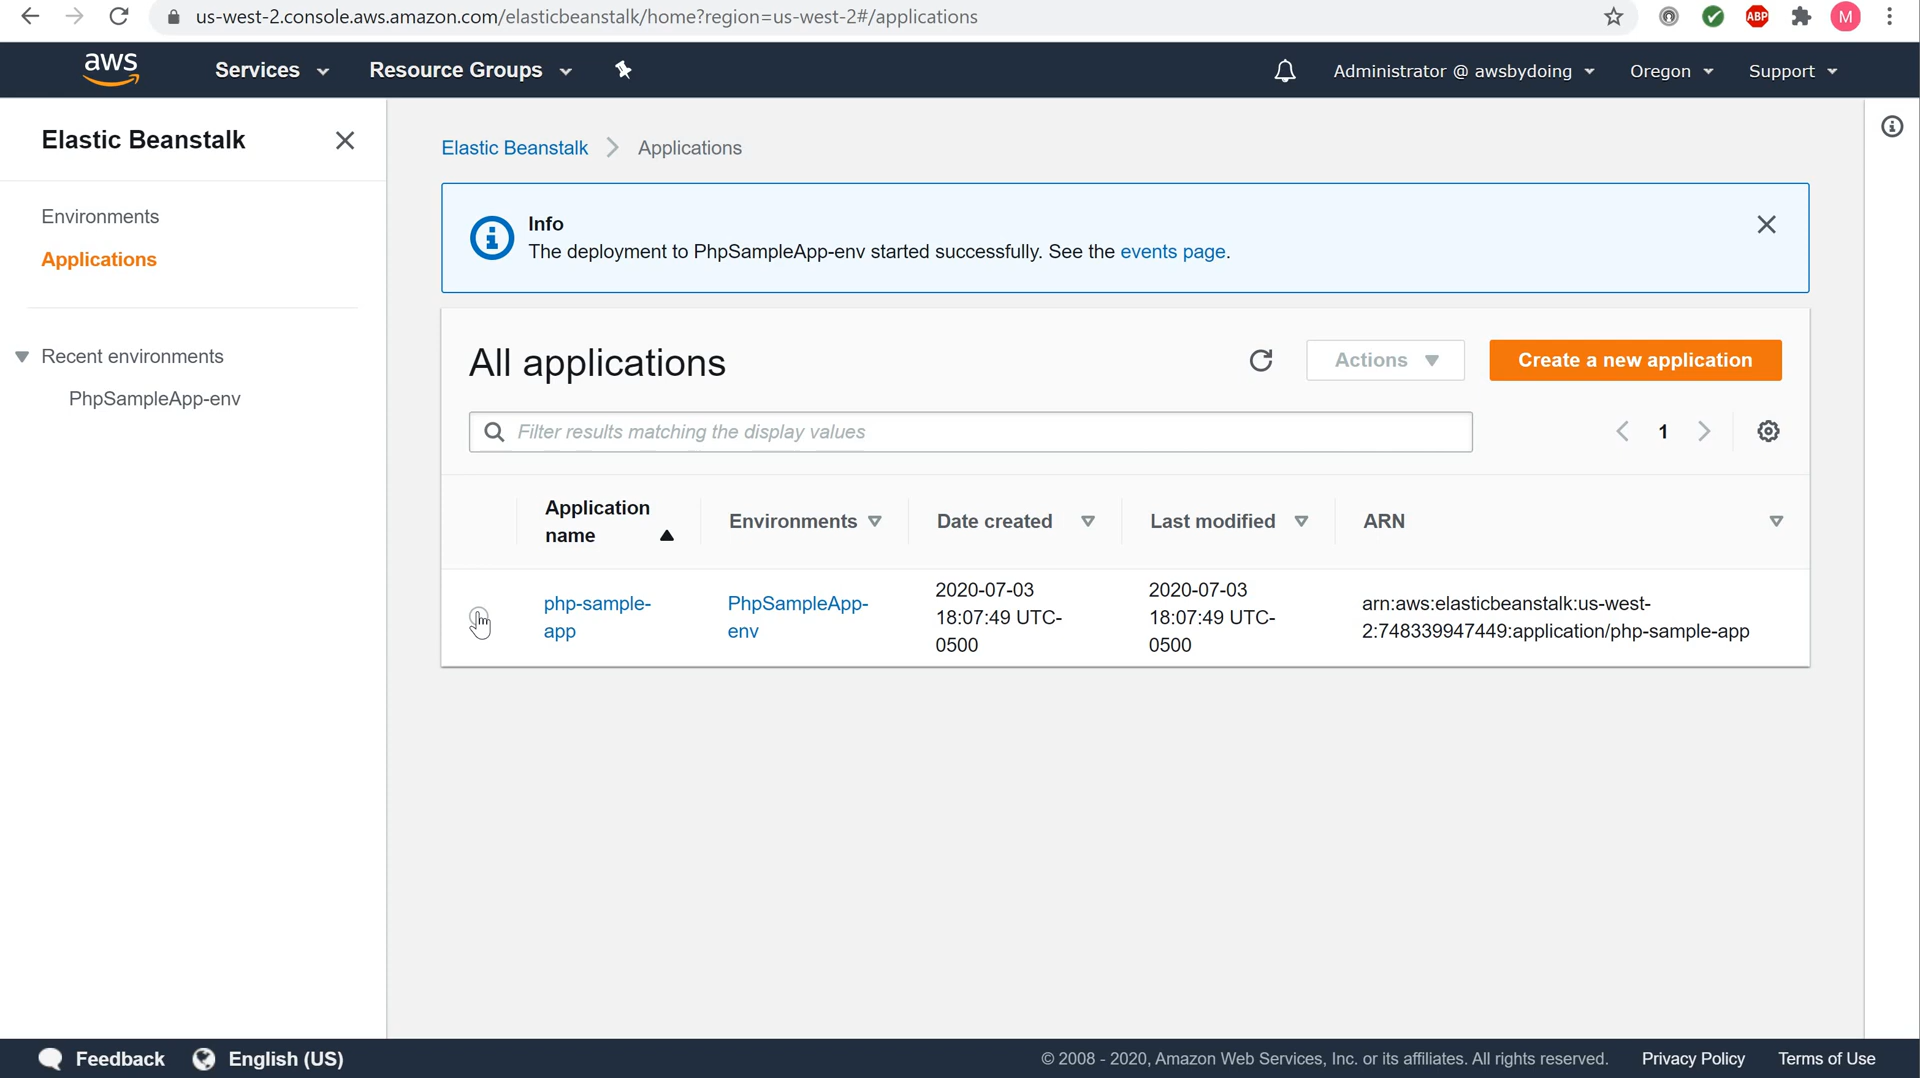 us-west-2.console.aws.amazon.com/elasticbeanstalk/home?region=us-west-2#/applications
ABP
M
aws
Services
Resource Groups
Administrator @ awsbydoing
Oregon
Support
Elastic Beanstalk
Environments
Applications
Recent environments
PhpSampleApp-env
Elastic Beanstalk
Applications
Info
The deployment to PhpSampleApp-env started successfully. See the events page.
All applications
Actions
Create a new application
Filter results matching the display values
1
Application
name
Environments
Date created
Last modified
ARN
php-sample-
app
PhpSampleApp-
env
2020-07-03
18:07:49 UTC-
0500
2020-07-03
18:07:49 UTC-
0500
arn:aws:elasticbeanstalk:us-west-
2:748339947449:application/php-sample-app
Feedback
English (US)
© 2008 - 2020, Amazon Web Services, Inc. or its affiliates. All rights reserved.
Privacy Policy
Terms of Use